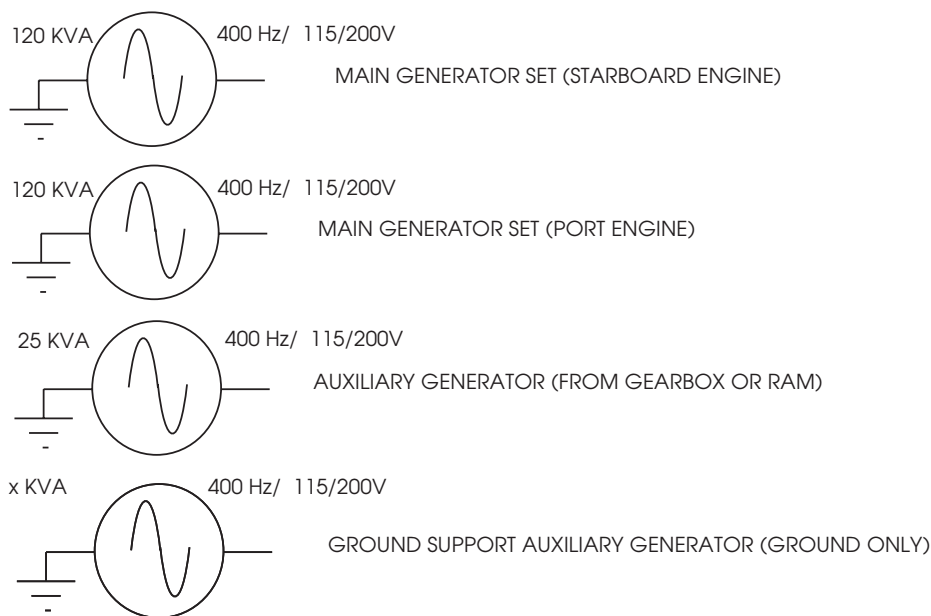 120 KVA 400 Hz/ 115/200V
MAIN GENERATOR SET (STARBOARD ENGINE)
120 KVA 400 Hz/ 115/200V
MAIN GENERATOR SET (PORT ENGINE)
25 KVA 400 Hz/ 115/200V
AUXILIARY GENERATOR (FROM GEARBOX OR RAM)
x KVA 400 Hz/ 115/200V
GROUND SUPPORT AUXILIARY GENERATOR (GROUND ONLY)